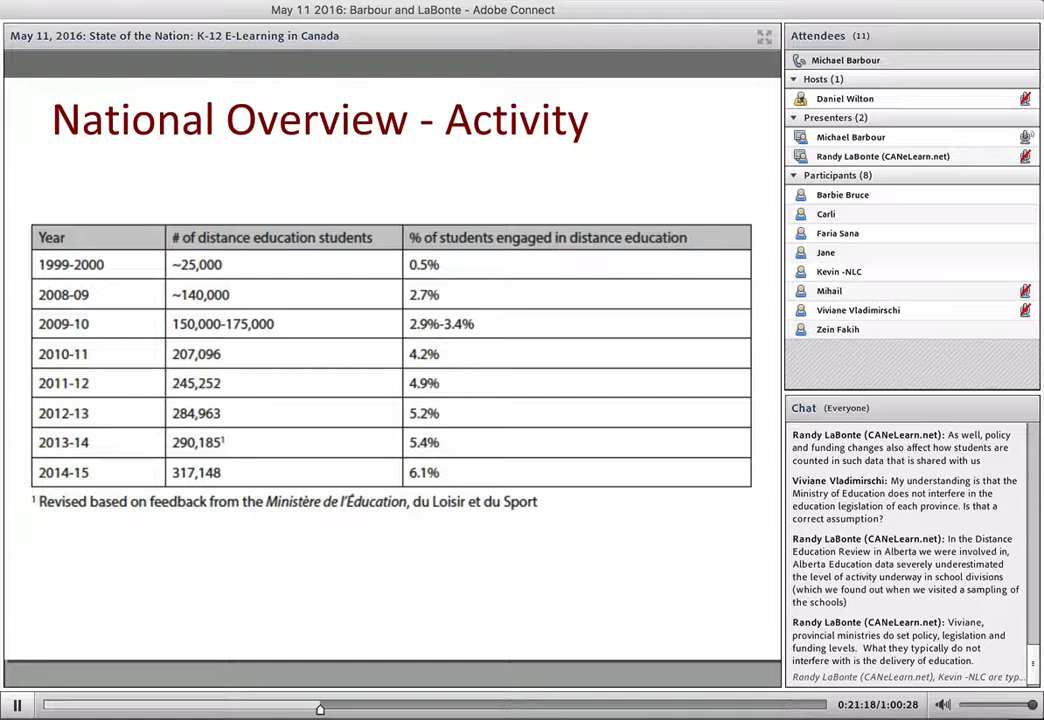 May 11 2016: Barbour and LaBonte - Adobe Connect
May 11, 2016: State of the Nation: K-12 E-Learning in Canada
National Overview - Activity
Year # of distance education students % of students engaged in distance education
1999-2000 ~25,000 0.5%
2008-09 ~140,000 2.7%
2009-10 150,000-175,000 2.9%-3.4%
2010-11 207,096 4.2%
2011-12 245,252 4.9%
2012-13 284,963 5.2%
2013-14 290,185¹ 5.4%
2014-15 317,148 6.1%
¹ Revised based on feedback from the Ministère de l'Éducation, du Loisir et du Sport
Attendees (11)
Michael Barbour
Hosts (1)
Daniel Wilton
Presenters (2)
Michael Barbour
Randy LaBonte (CANeLearn.net)
Participants (8)
Barbie Bruce
Carli
Faria Sana
Jane
Kevin -NLC
Mihail
Viviane Vladimirschi
Zein Fakih
Chat (Everyone)
Randy LaBonte (CANeLearn.net): As well, policy
and funding changes also affect how students are
counted in such data that is shared with us
Viviane Vladimirschi: My understanding is that the
Ministry of Education does not interfere in the
education legislation of each province. Is that a
correct assumption?
Randy LaBonte (CANeLearn.net): In the Distance
Education Review in Alberta we were involved in,
Alberta Education data severely underestimated
the level of activity underway in school divisions
(which we found out when we visited a sampling of
the schools)
Randy LaBonte (CANeLearn.net): Viviane,
provincial ministries do set policy, legislation and
funding levels. What they typically do not
interfere with is the delivery of education.
Randy LaBonte (CANeLearn.net), Kevin -NLC are typ...
0:21:18/1:00:28